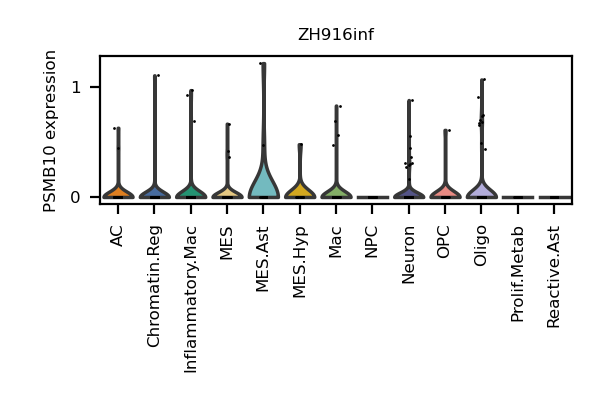 ZH916inf
PSMB10 expression
1
0
AC
Chromatin.Reg
Inflammatory.Mac
MES
MES.Ast
MES.Hyp
Mac
NPC
Neuron
OPC
Oligo
Prolif.Metab
Reactive.Ast